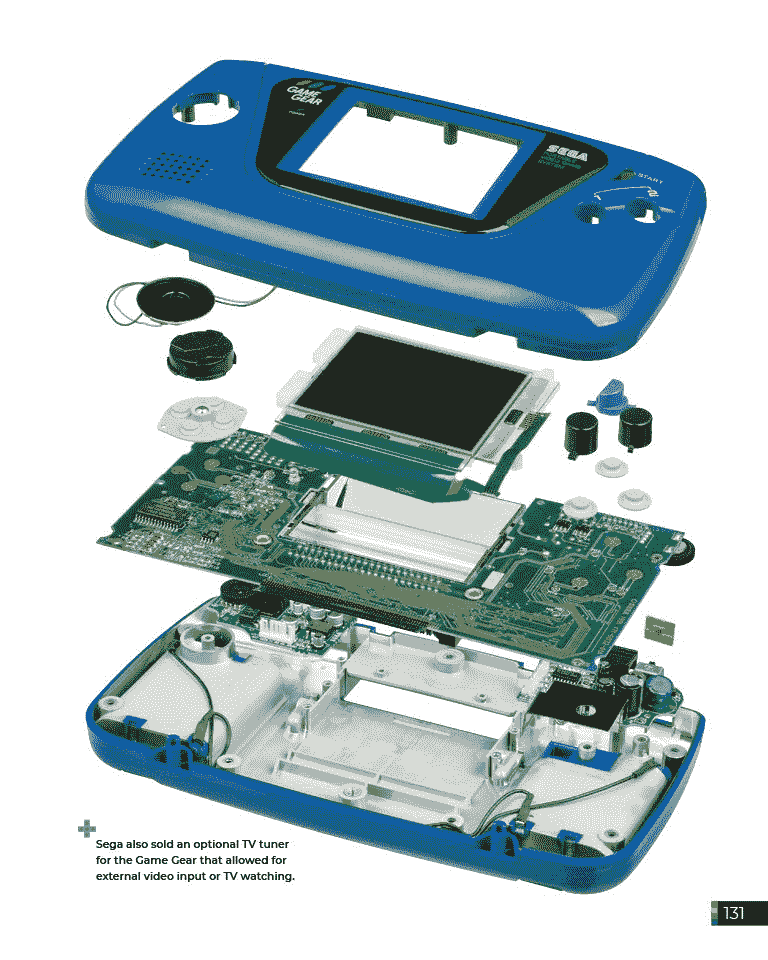 GAME
GEAR
POWER
SEGA
START
Sega also sold an optional TV tuner
for the Game Gear that allowed for
external video input or TV watching.
131